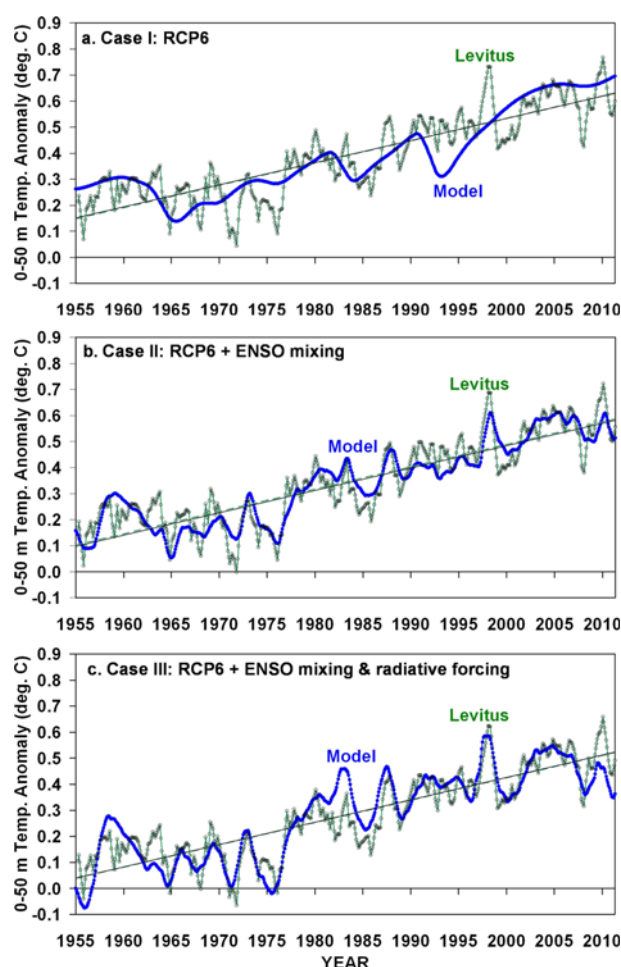 a. Case I: RCP6
Levitus
Model
0-50 m Temp. Anomaly (deg. C)
0.9
0.8
0.7
0.6
0.5
0.4
0.3
0.2
0.1
0.0
-0.1
1955 1960 1965 1970 1975 1980 1985 1990 1995 2000 2005 2010
b. Case II: RCP6 + ENSO mixing
Levitus
Model
0-50 m Temp. Anomaly (deg. C)
0.9
0.8
0.7
0.6
0.5
0.4
0.3
0.2
0.1
0.0
-0.1
1955 1960 1965 1970 1975 1980 1985 1990 1995 2000 2005 2010
c. Case III: RCP6 + ENSO mixing & radiative forcing
Levitus
Model
0-50 m Temp. Anomaly (deg. C)
0.9
0.8
0.7
0.6
0.5
0.4
0.3
0.2
0.1
0.0
-0.1
1955 1960 1965 1970 1975 1980 1985 1990 1995 2000 2005 2010
YEAR